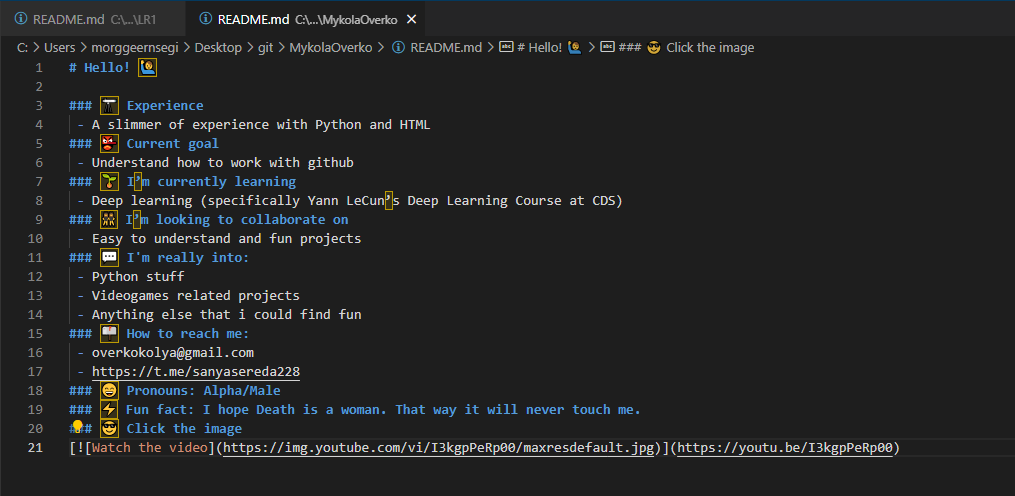 README.md C:\...\LR1 README.md C:\...\MykolaOverko
C: > Users > morggeernsegi > Desktop > git > MykolaOverko > README.md > # Hello! 🙋 > ### 😎 Click the image
1 # Hello! 🙋
2
3 ### Experience
4 - A slimmer of experience with Python and HTML
5 ### 👺 Current goal
6 - Understand how to work with github
7 ### 🌱 I’m currently learning
8 - Deep learning (specifically Yann LeCun’s Deep Learning Course at CDS)
9 ### 👯 I’m looking to collaborate on
10 - Easy to understand and fun projects
11 ### 💬 I'm really into:
12 - Python stuff
13 - Videogames related projects
14 - Anything else that i could find fun
15 ### How to reach me:
16 - overkokolya@gmail.com
17 - https://t.me/sanyasereda228
18 ### 😄 Pronouns: Alpha/Male
19 ### ⚡ Fun fact: I hope Death is a woman. That way it will never touch me.
20 ### 😎 Click the image
21 [![Watch the video](https://img.youtube.com/vi/I3kgpPeRp00/maxresdefault.jpg)](https://youtu.be/I3kgpPeRp00)